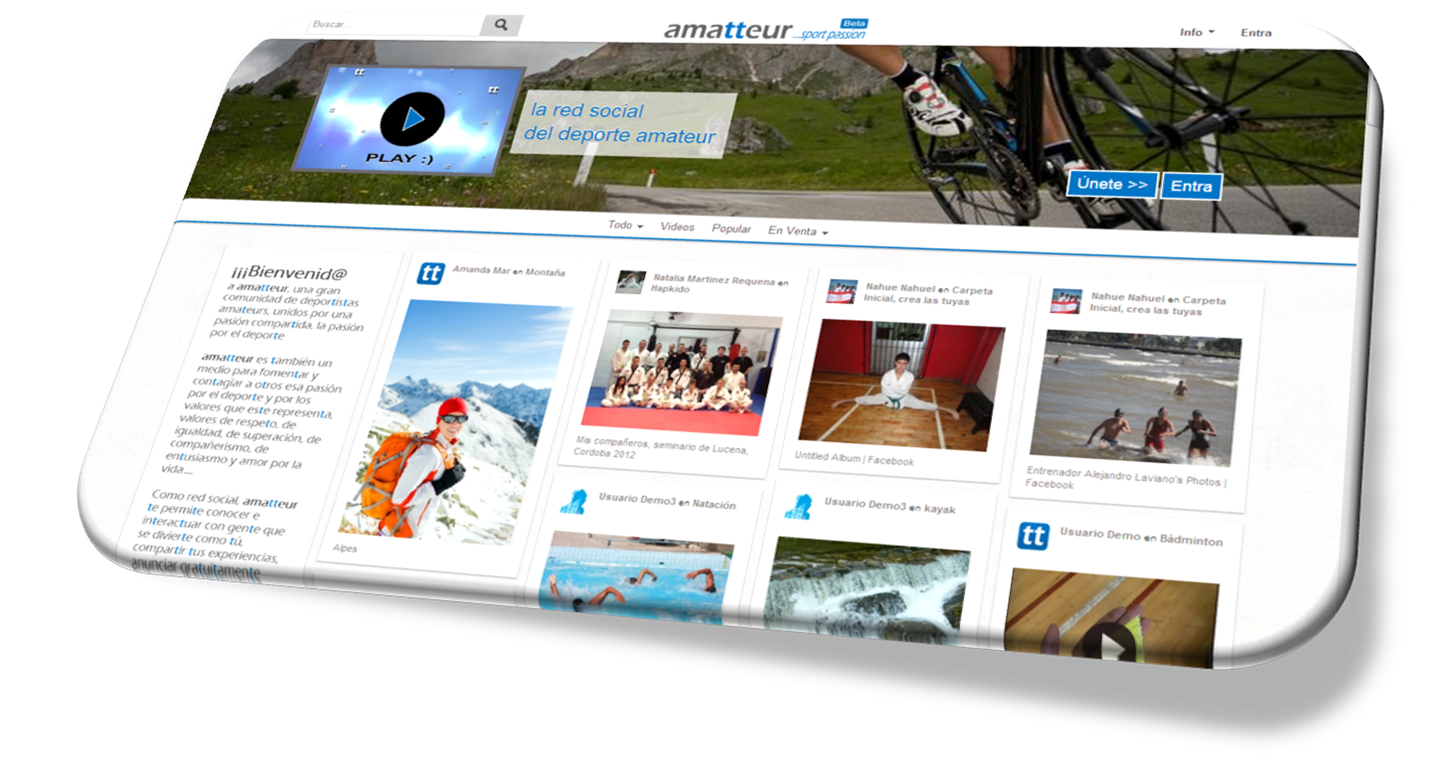 Buscar...
amatteur
Beta
...sport passion
Info
Entra
tt
tt
PLAY :)
la red social
del deporte amateur
Únete >>
Entra
Todo
Videos
Popular
En Venta
¡¡¡Bienvenid@
a amatteur, una gran
comunidad de deportistas
amateurs, unidos por una
pasión compartida, la pasión
por el deporte
amatteur es también un
medio para fomentar y
contagiar a otros esa pasión
por el deporte y por los
valores que este representa,
valores de respeto, de
igualdad, de superación, de
compañerismo, de
entusiasmo y amor por la
vida...
Como red social, amatteur
te permite conocer e
interactuar con gente que
se divierte como tú,
compartir tus experiencias,
anunciar gratuitamente
tt
Amanda Mar en Montaña
Alpes
Natalia Martinez Requena en
Hapkido
Mis compañeros, seminario de Lucena,
Cordoba 2012
Nahue Nahuel en Carpeta
Inicial, crea las tuyas
Untitled Album | Facebook
Nahue Nahuel en Carpeta
Inicial, crea las tuyas
Entrenador Alejandro Laviano's Photos |
Facebook
Usuario Demo3 en Natación
Usuario Demo3 en kayak
tt
Usuario Demo en Bádminton